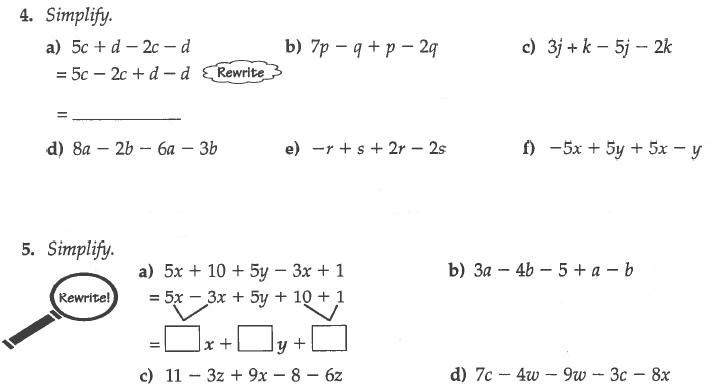 4. Simplify.
a) 5c + d − 2c − d b) 7p − q + p − 2q c) 3j + k − 5j − 2k
= 5c − 2c + d − d Rewrite
= ____________
d) 8a − 2b − 6a − 3b e) −r + s + 2r − 2s f) −5x + 5y + 5x − y
5. Simplify.
a) 5x + 10 + 5y − 3x + 1 b) 3a − 4b − 5 + a − b
Rewrite! = 5x − 3x + 5y + 10 + 1
= □ x + □ y + □
c) 11 − 3z + 9x − 8 − 6z d) 7c − 4w − 9w − 3c − 8x